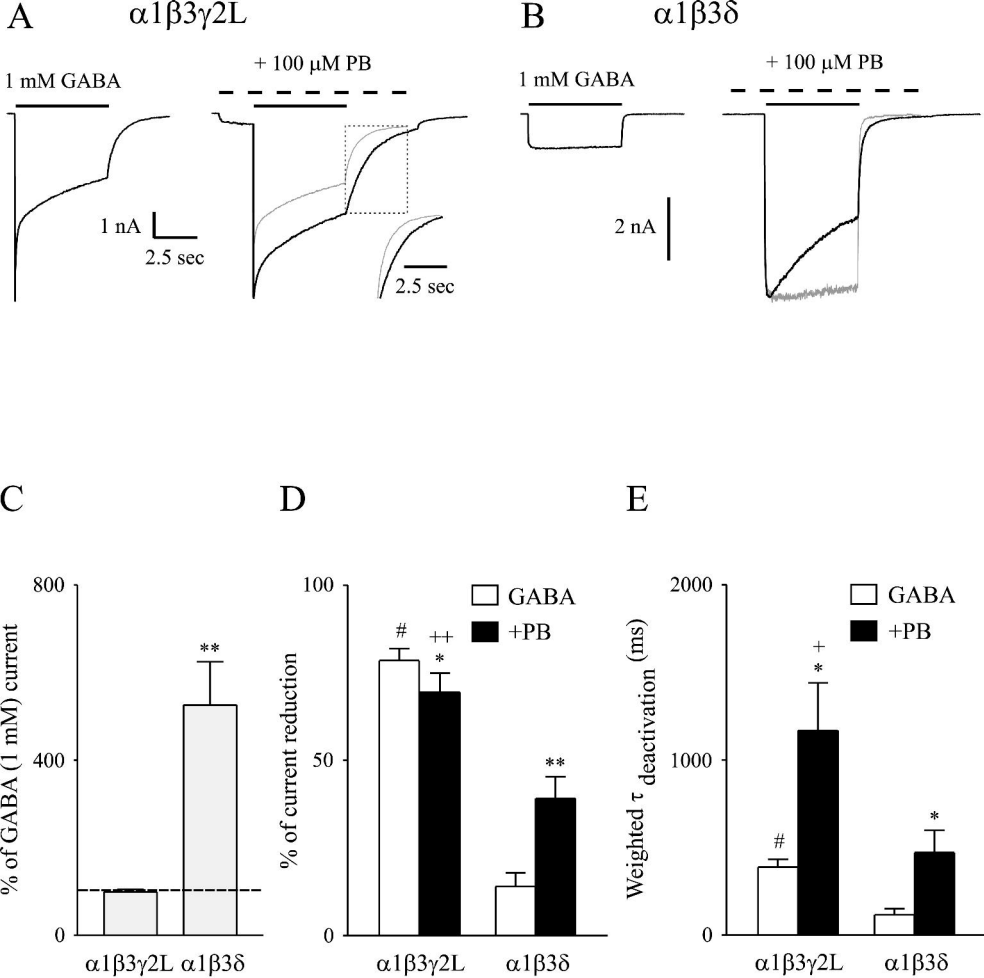 A
α1β3γ2L
B
α1β3δ
1 mM GABA
+ 100 μM PB
1 nA
2.5 sec
2.5 sec
1 mM GABA
+ 100 μM PB
2 nA
C
% of GABA (1 mM) current
800
400
0
**
α1β3γ2L
α1β3δ
D
% of current reduction
100
50
0
GABA
+PB
#
++
*
**
α1β3γ2L
α1β3δ
E
Weighted τ deactivation (ms)
2000
1000
0
GABA
+PB
#
+
*
*
α1β3γ2L
α1β3δ